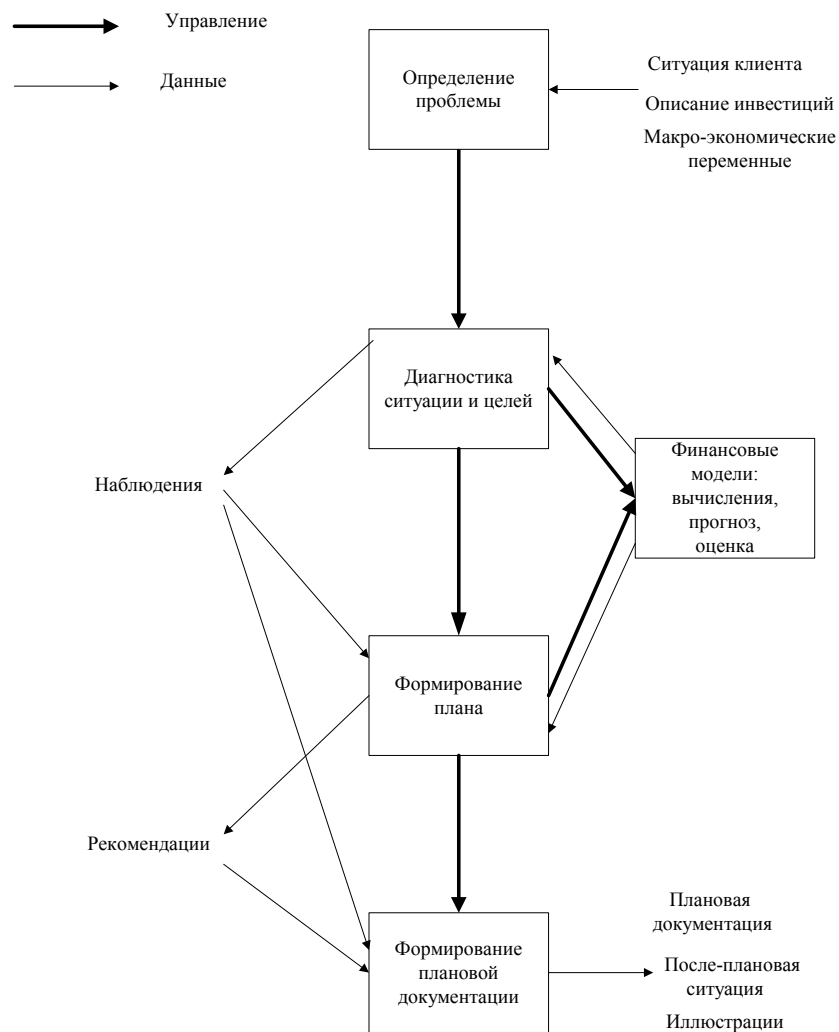 Управление
Данные
Определение
проблемы
Ситуация клиента
Описание инвестиций
Макро-экономические
переменные
Диагностика
ситуации и целей
Финансовые
модели:
вычисления,
прогноз,
оценка
Наблюдения
Формирование
плана
Рекомендации
Формирование
плановой
документации
Плановая
документация
После-плановая
ситуация
Иллюстрации